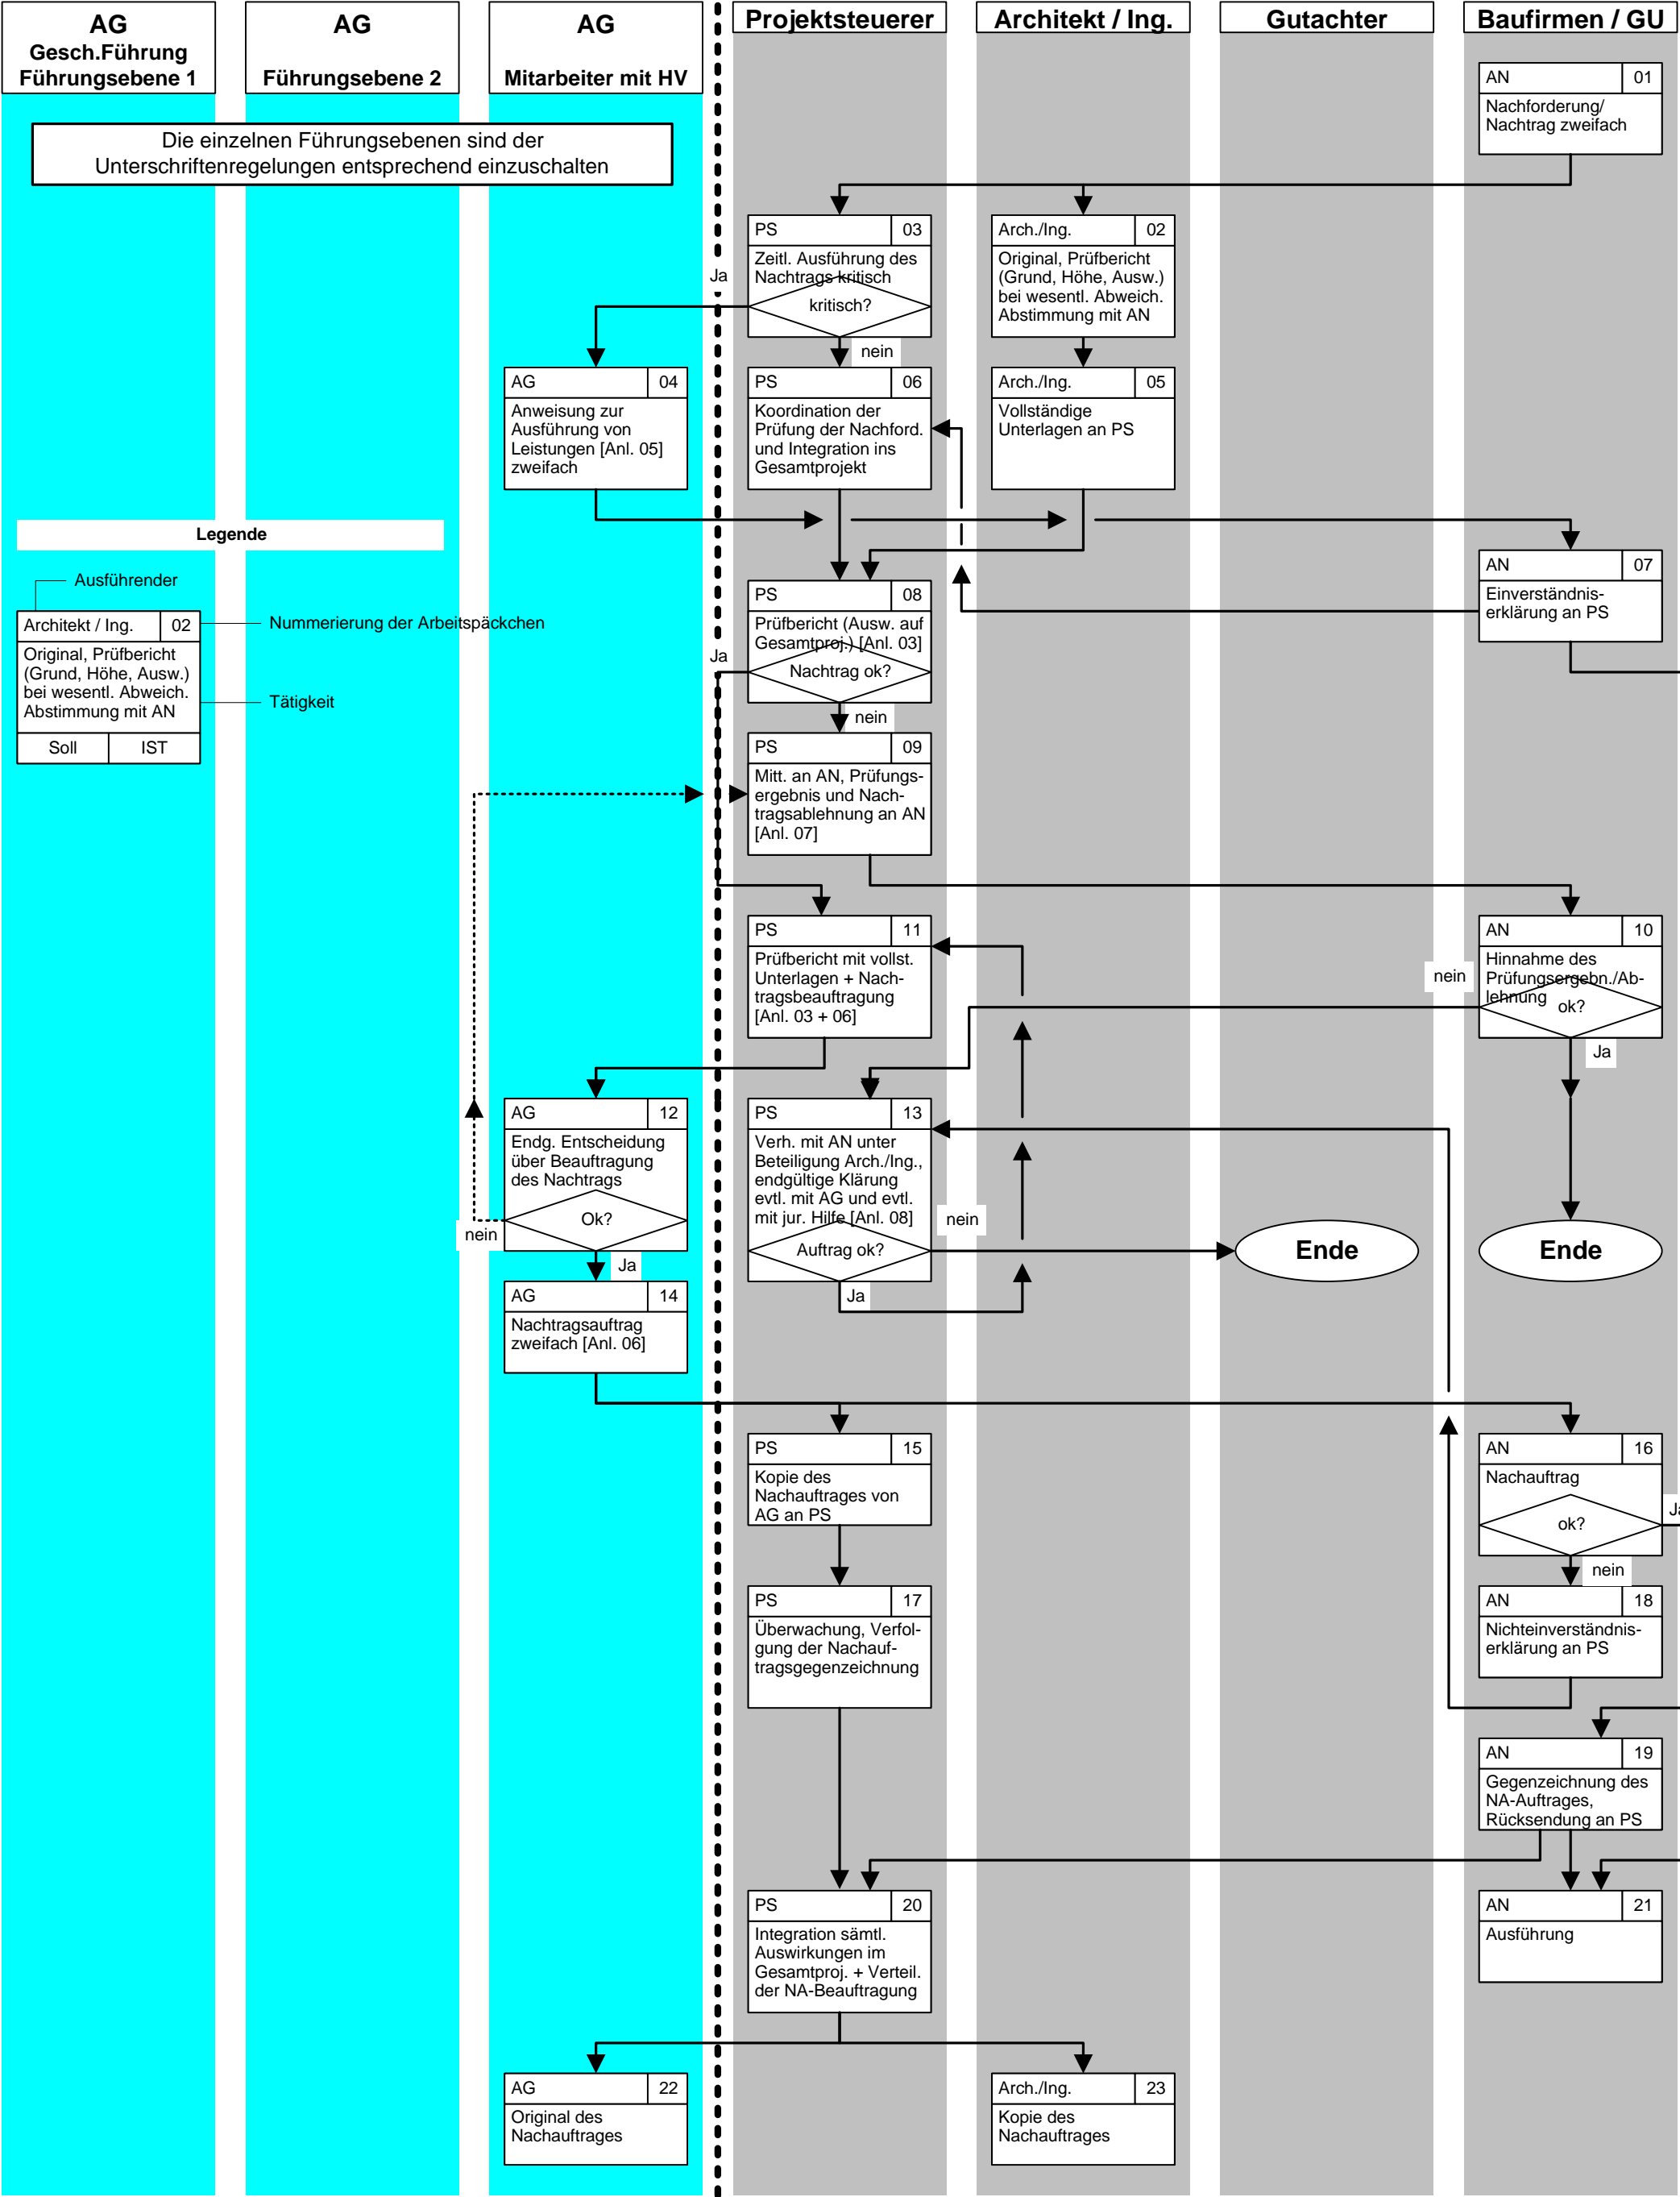 AG
Gesch.Führung
Führungsebene 1
AG
Führungsebene 2
AG
Mitarbeiter mit HV
Projektsteuerer
Architekt / Ing.
Gutachter
Baufirmen / GU
Die einzelnen Führungsebenen sind der
Unterschriftenregelungen entsprechend einzuschalten
AN 01
Nachforderung/
Nachtrag zweifach
PS 03
Zeitl. Ausführung des
Nachtrags kritisch
kritisch?
Ja
nein
Arch./Ing. 02
Original, Prüfbericht
(Grund, Höhe, Ausw.)
bei wesentl. Abweich.
Abstimmung mit AN
AG 04
Anweisung zur
Ausführung von
Leistungen [Anl. 05]
zweifach
PS 06
Koordination der
Prüfung der Nachford.
und Integration ins
Gesamtprojekt
Arch./Ing. 05
Vollständige
Unterlagen an PS
Legende
Ausführender
Architekt / Ing. 02
Nummerierung der Arbeitspäckchen
Original, Prüfbericht
(Grund, Höhe, Ausw.)
bei wesentl. Abweich.
Abstimmung mit AN
Tätigkeit
Soll IST
AN 07
Einverständnis-
erklärung an PS
PS 08
Prüfbericht (Ausw. auf
Gesamtproj.) [Anl. 03]
Nachtrag ok?
Ja
nein
PS 09
Mitt. an AN, Prüfungs-
ergebnis und Nach-
tragsablehnung an AN
[Anl. 07]
PS 11
Prüfbericht mit vollst.
Unterlagen + Nach-
tragsbeauftragung
[Anl. 03 + 06]
AN 10
Hinnahme des
Prüfungsergebn./Ab-
lehnung
ok?
nein
Ja
AG 12
Endg. Entscheidung
über Beauftragung
des Nachtrags
Ok?
nein
Ja
PS 13
Verh. mit AN unter
Beteiligung Arch./Ing.,
endgültige Klärung
evtl. mit AG und evtl.
mit jur. Hilfe [Anl. 08]
Auftrag ok?
nein
Ja
Ende
Ende
AG 14
Nachtragsauftrag
zweifach [Anl. 06]
PS 15
Kopie des
Nachauftrages von
AG an PS
AN 16
Nachauftrag
ok?
Ja
nein
PS 17
Überwachung, Verfol-
gung der Nachauf-
tragsgegenzeichnung
AN 18
Nichteinverständnis-
erklärung an PS
AN 19
Gegenzeichnung des
NA-Auftrages,
Rücksendung an PS
PS 20
Integration sämtl.
Auswirkungen im
Gesamtproj. + Verteil.
der NA-Beauftragung
AN 21
Ausführung
AG 22
Original des
Nachauftrages
Arch./Ing. 23
Kopie des
Nachauftrages